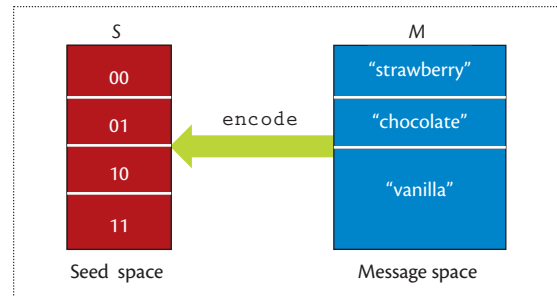 S
M
00
01
10
11
encode
“strawberry”
“chocolate”
“vanilla”
Seed space
Message space